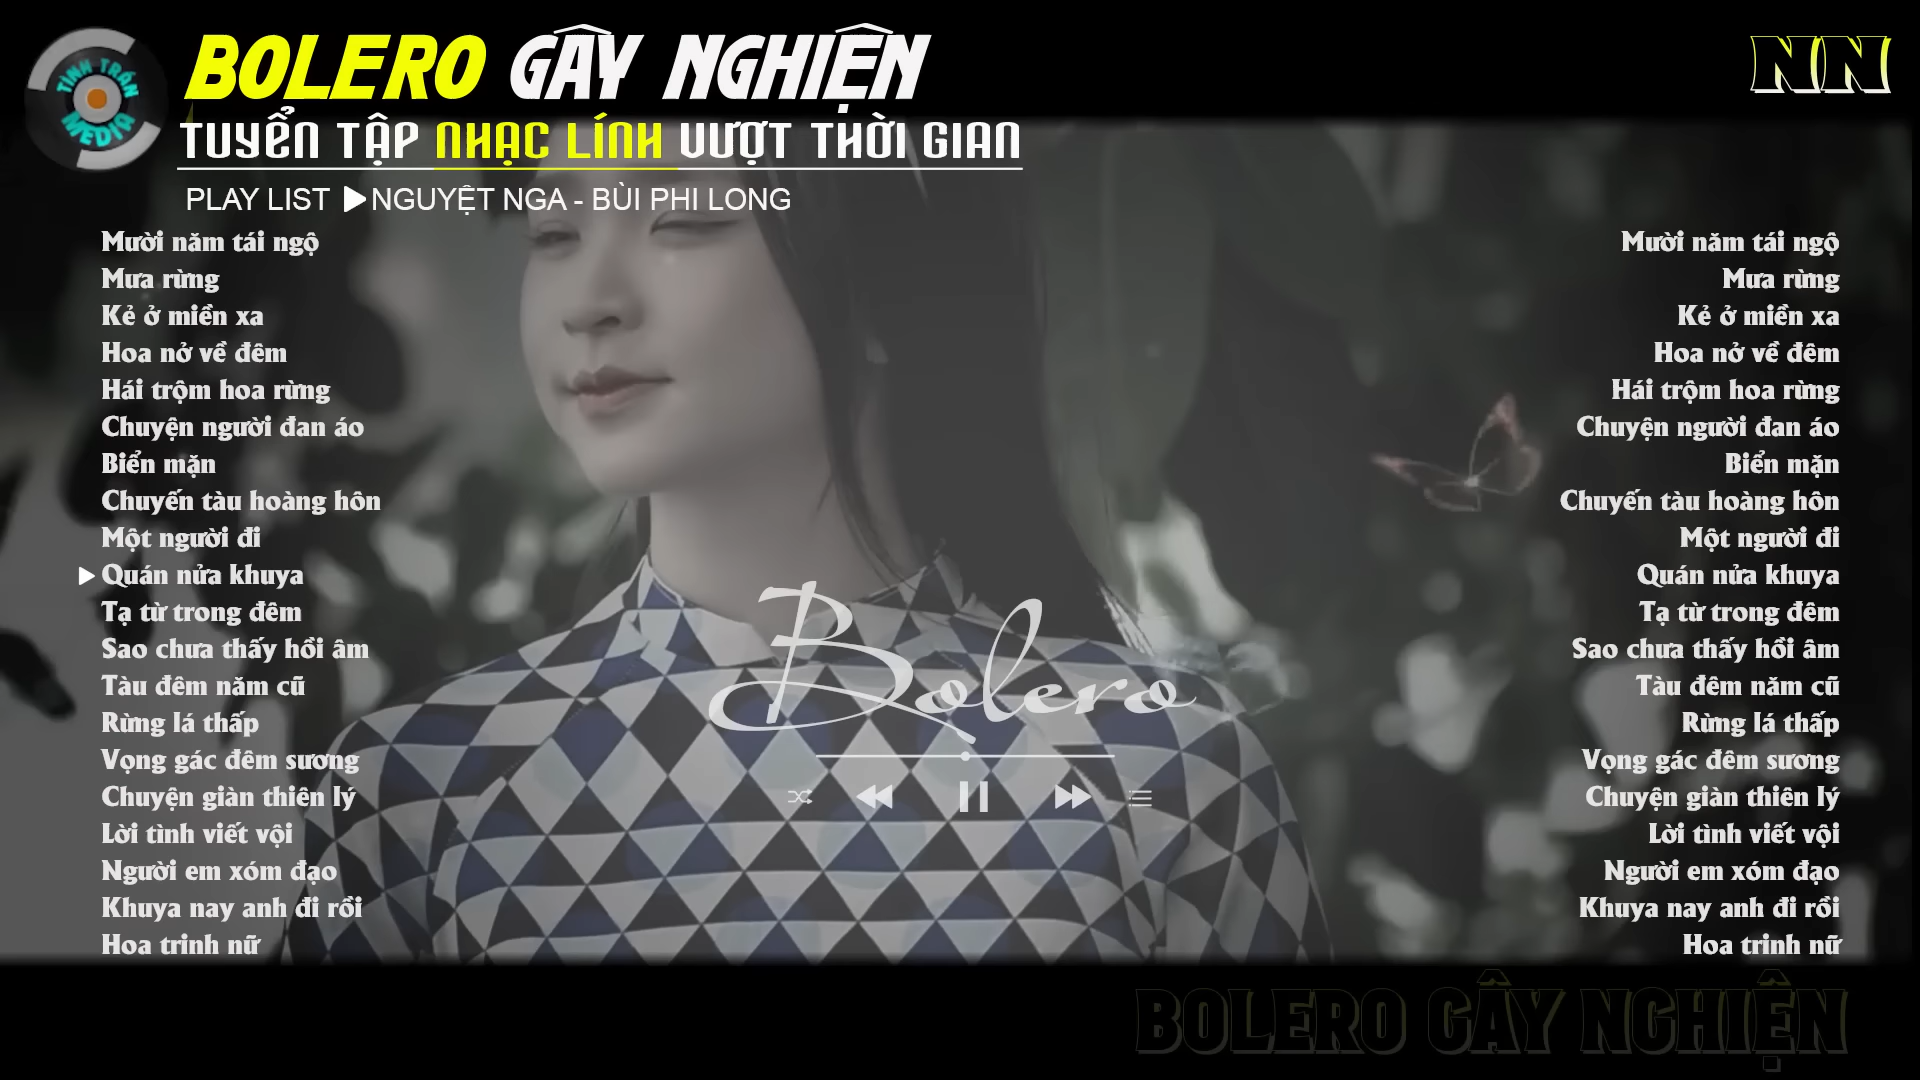 TÌNH TRẦN
MEDIA
BOLERO GÂY NGHIỆN
NN
TUYỂN TẬP NHẠC LÍNH VƯỢT THỜI GIAN
PLAY LIST ▶NGUYỆT NGA - BÙI PHI LONG
Mười năm tái ngộ
Mưa rừng
Kẻ ở miền xa
Hoa nở về đêm
Hái trộm hoa rừng
Chuyện người đan áo
Biển mặn
Chuyến tàu hoàng hôn
Một người đi
Quán nửa khuya
Tạ từ trong đêm
Sao chưa thấy hồi âm
Tàu đêm năm cũ
Rừng lá thấp
Vọng gác đêm sương
Chuyện giàn thiên lý
Lời tình viết vội
Người em xóm đạo
Khuya nay anh đi rồi
Hoa trinh nữ
Bolero
Mười năm tái ngộ
Mưa rừng
Kẻ ở miền xa
Hoa nở về đêm
Hái trộm hoa rừng
Chuyện người đan áo
Biển mặn
Chuyến tàu hoàng hôn
Một người đi
Quán nửa khuya
Tạ từ trong đêm
Sao chưa thấy hồi âm
Tàu đêm năm cũ
Rừng lá thấp
Vọng gác đêm sương
Chuyện giàn thiên lý
Lời tình viết vội
Người em xóm đạo
Khuya nay anh đi rồi
Hoa trinh nữ
BOLERO GÂY NGHIỆN